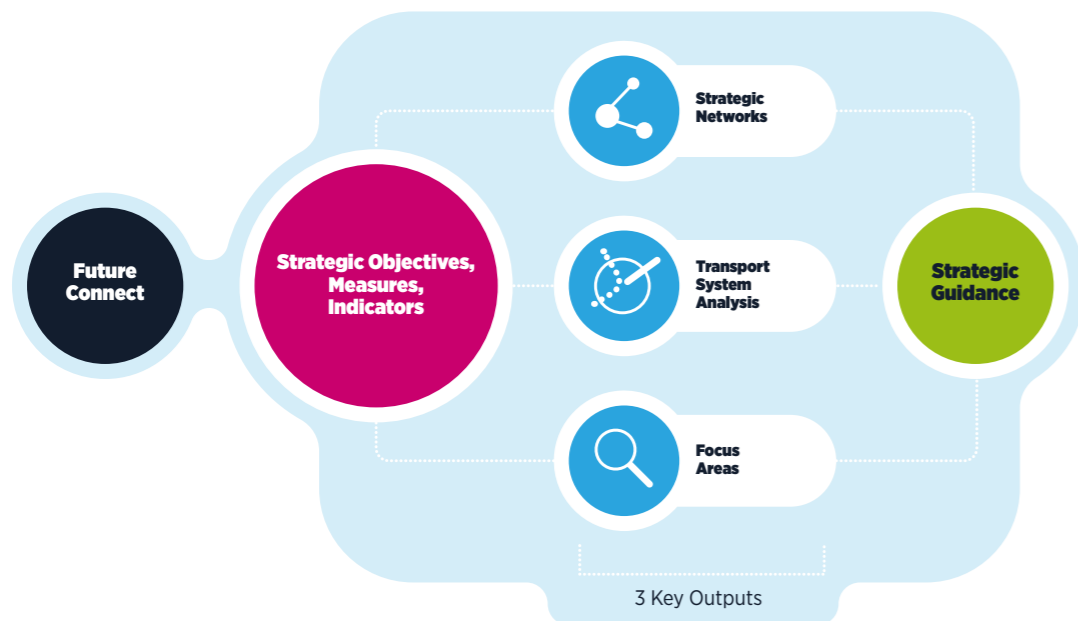 Future
Connect
Strategic Objectives,
Measures,
Indicators
Strategic
Networks
Transport
System
Analysis
Focus
Areas
Strategic
Guidance
3 Key Outputs